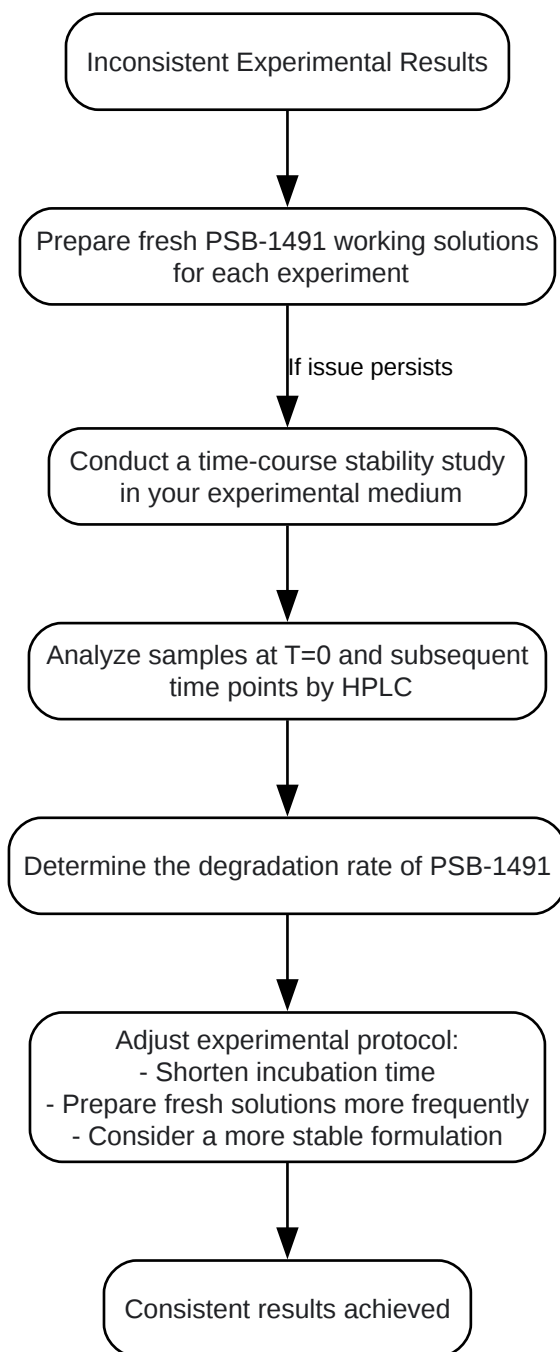 Inconsistent Experimental Results
Prepare fresh PSB-1491 working solutions
for each experiment
If issue persists
Conduct a time-course stability study
in your experimental medium
Analyze samples at T=0 and subsequent
time points by HPLC
Determine the degradation rate of PSB-1491
Adjust experimental protocol:
- Shorten incubation time
- Prepare fresh solutions more frequently
- Consider a more stable formulation
Consistent results achieved